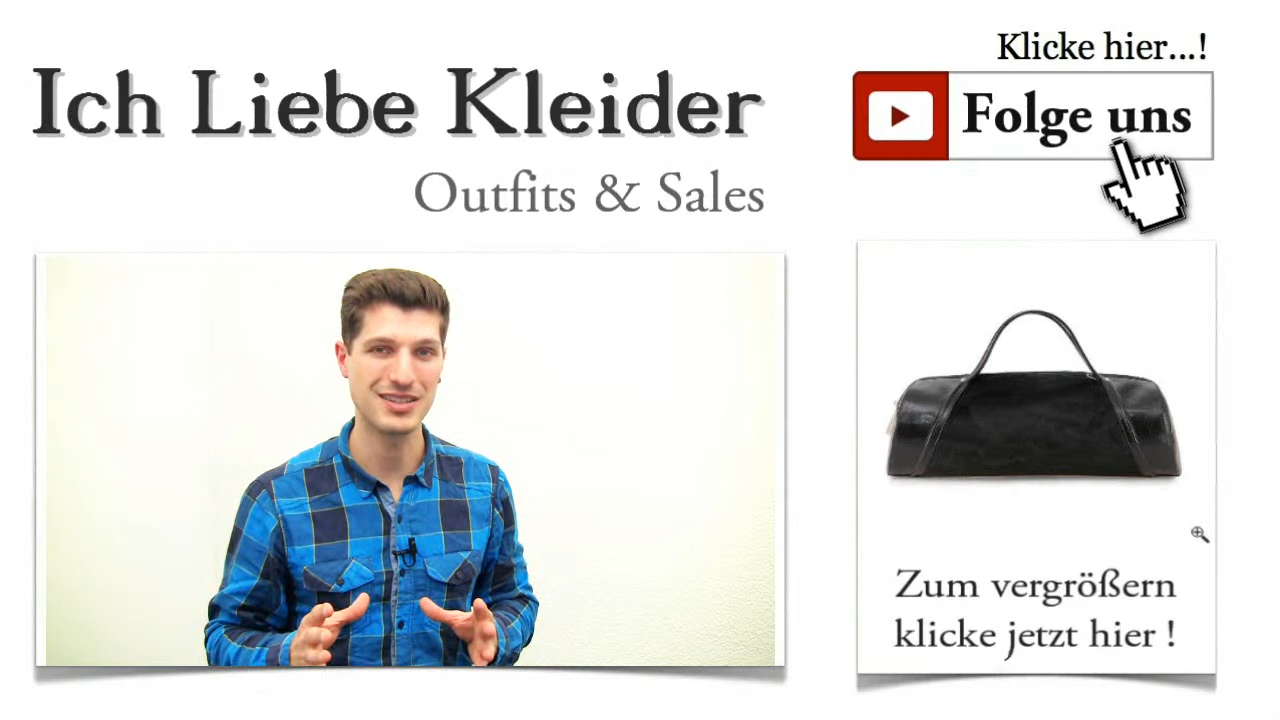 Ich Liebe Kleider
Outfits & Sales
Klicke hier...!
Folge uns
Zum vergrößern
klicke jetzt hier !